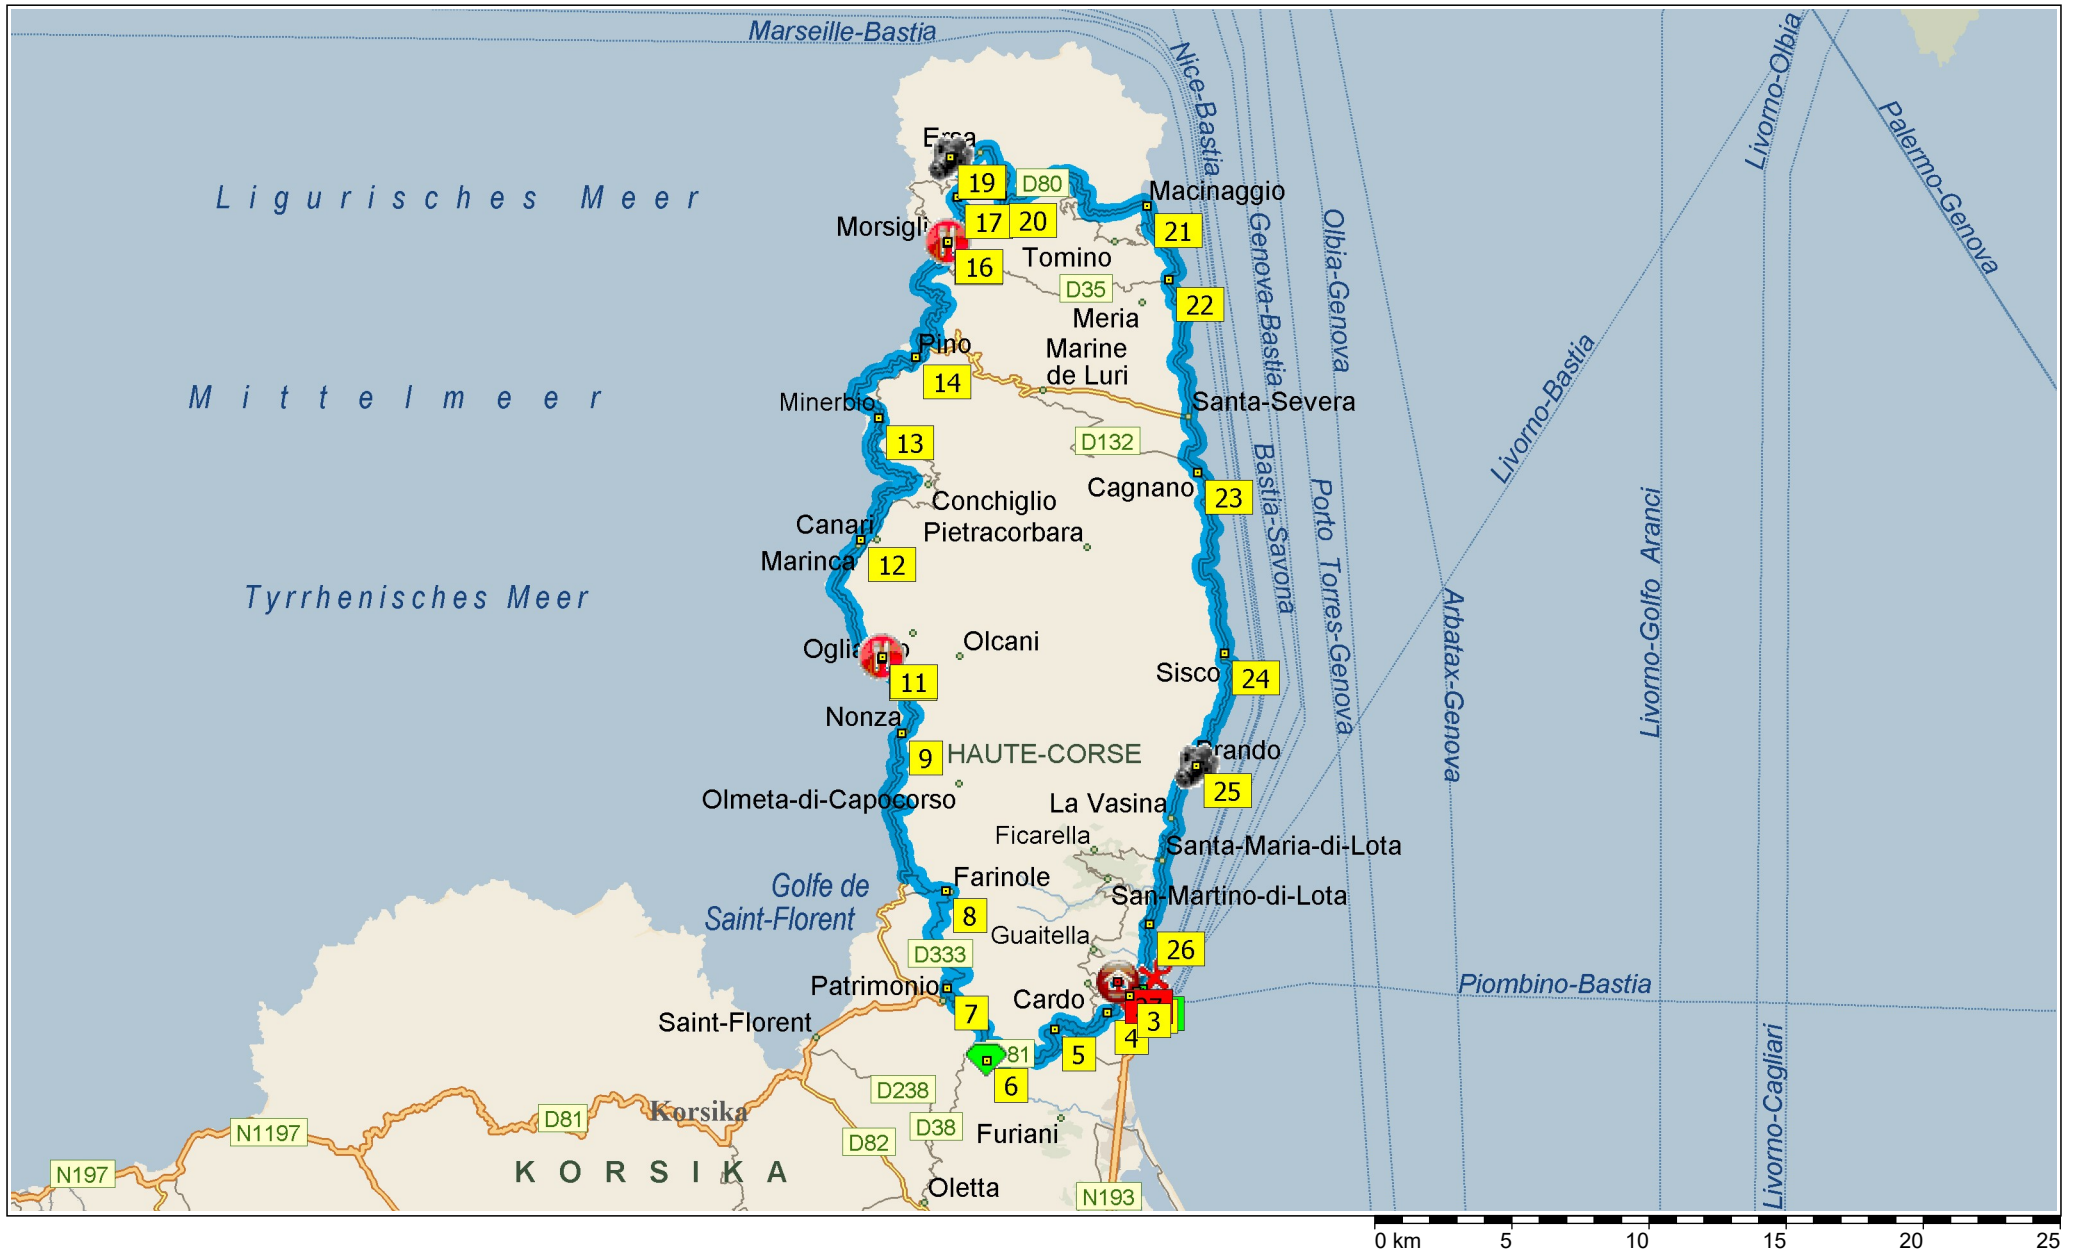 Marseille-Bastia
Nice-Bastia
Livorno-Olbia
Palermo-Genova
Ersa
19
D80
Macinaggio
Ligurisches Meer
17
20
21
Morsigli
Genova-Bastia
Olbia-Genova
Tomino
16
D35
22
Meria
Pino
Marine
de Luri
14
Livorno-Bastia
Mittelmeer
Minerbio
Santa-Severa
13
D132
Bastia-Savona
Cagnano
23
Porto Torres-Genova
Livorno-Golfo Aranci
Conchiglio
Canari
Pietracorbara
Marinca
12
Tyrrhenisches Meer
Arbatax-Genova
Olcani
11
Sisco
24
Nonza
9
HAUTE-CORSE
Brando
25
Olmeta-di-Capocorso
La Vasina
Ficarella
Santa-Maria-di-Lota
Golfe de
Saint-Florent
Farinole
San-Martino-di-Lota
8
Guaitella
26
D333
Patrimonio
Piombino-Bastia
Cardo
7
27
3
Saint-Florent
4
5
81
6
D238
Korsika
D81
N1197
D38
Furiani
D82
Livorno-Cagliari
N197
KORSIKA
Oletta
N193
0 km 5 10 15 20 25